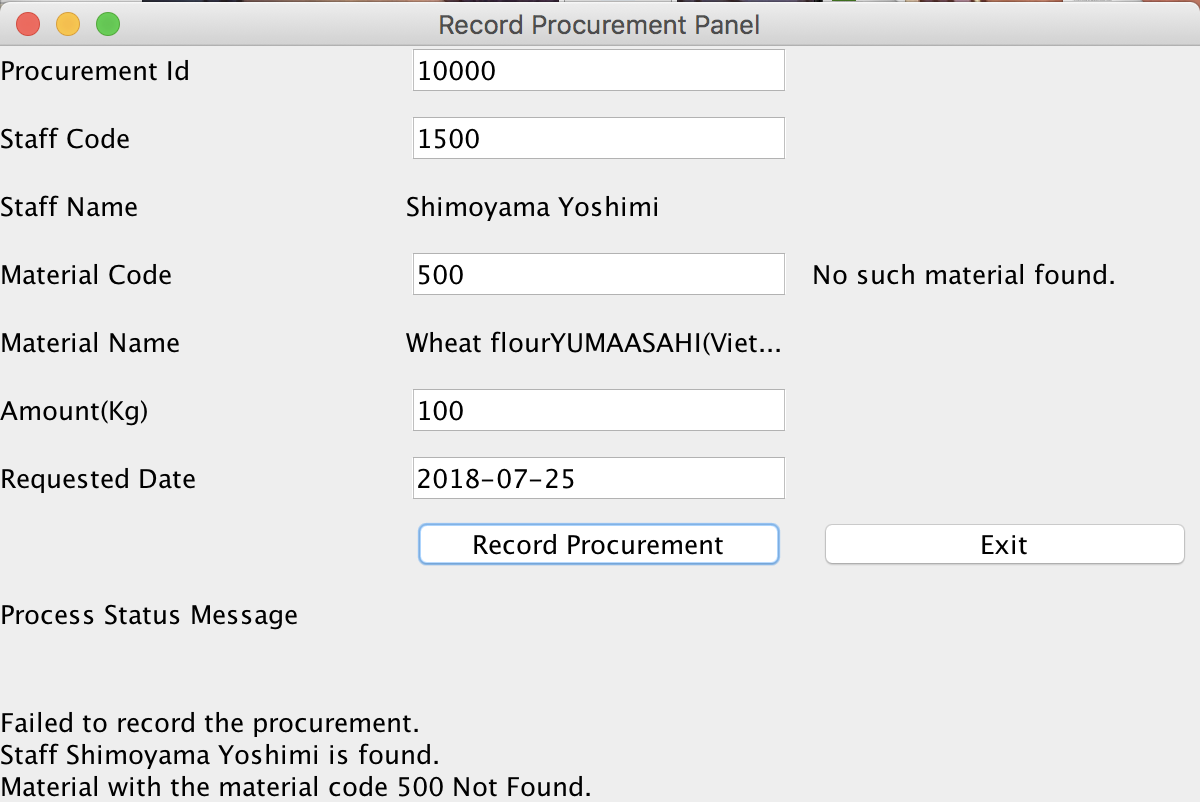 Record Procurement Panel
Procurement Id 10000
Staff Code 1500
Staff Name Shimoyama Yoshimi
Material Code 500 No such material found.
Material Name Wheat flourYUMAASAHI(Viet...
Amount(Kg) 100
Requested Date 2018-07-25
Record Procurement Exit
Process Status Message
Failed to record the procurement.
Staff Shimoyama Yoshimi is found.
Material with the material code 500 Not Found.